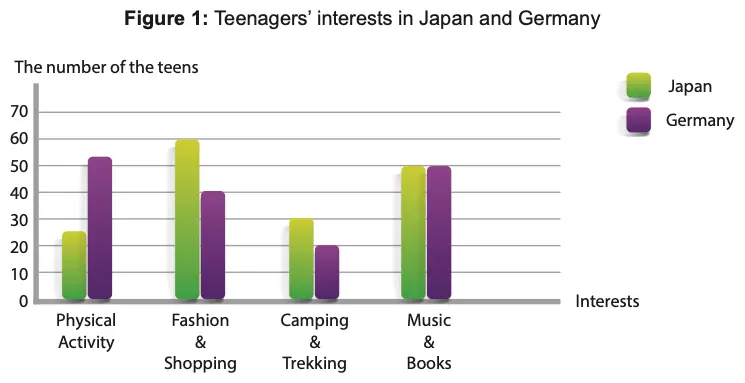 Figure 1: Teenagers’ interests in Japan and Germany
The number of the teens
Japan
Germany
70
60
50
40
30
20
10
0
Interests
Physical
Activity
Fashion
&
Shopping
Camping
&
Trekking
Music
&
Books